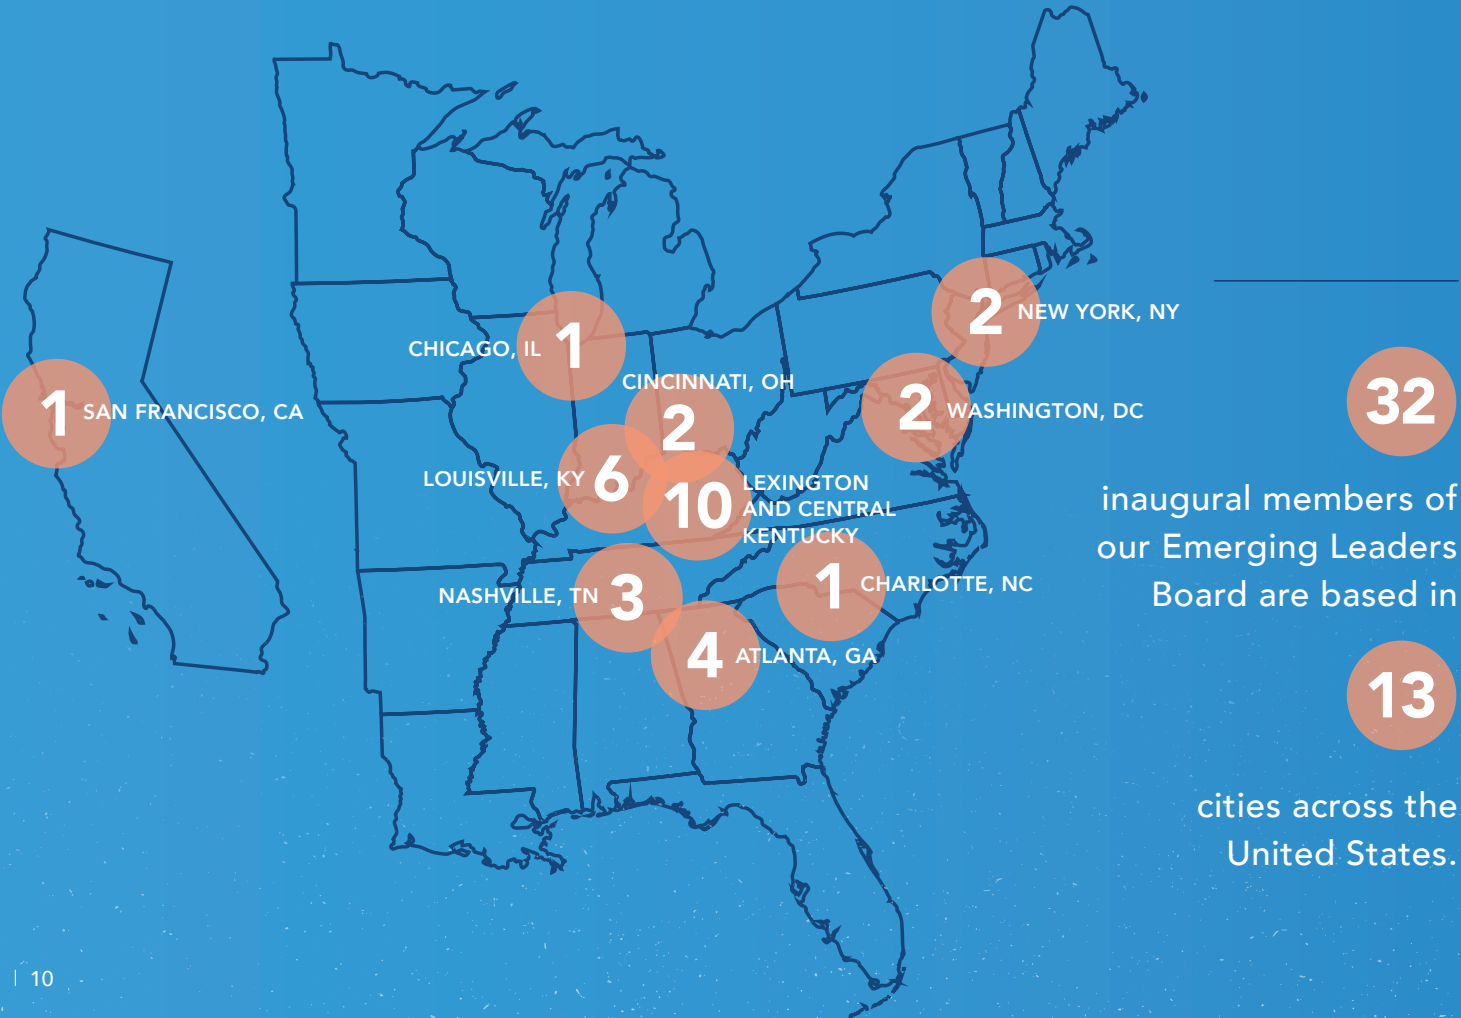 2 NEW YORK, NY
1
CHICAGO, IL
CINCINNATI, OH
2
1 SAN FRANCISCO, CA
2 WASHINGTON, DC
LOUISVILLE, KY 6
10
LEXINGTON
AND CENTRAL
KENTUCKY
NASHVILLE, TN 3
1 CHARLOTTE, NC
4 ATLANTA, GA
32
inaugural members of
our Emerging Leaders
Board are based in
13
cities across the
United States.
| 10